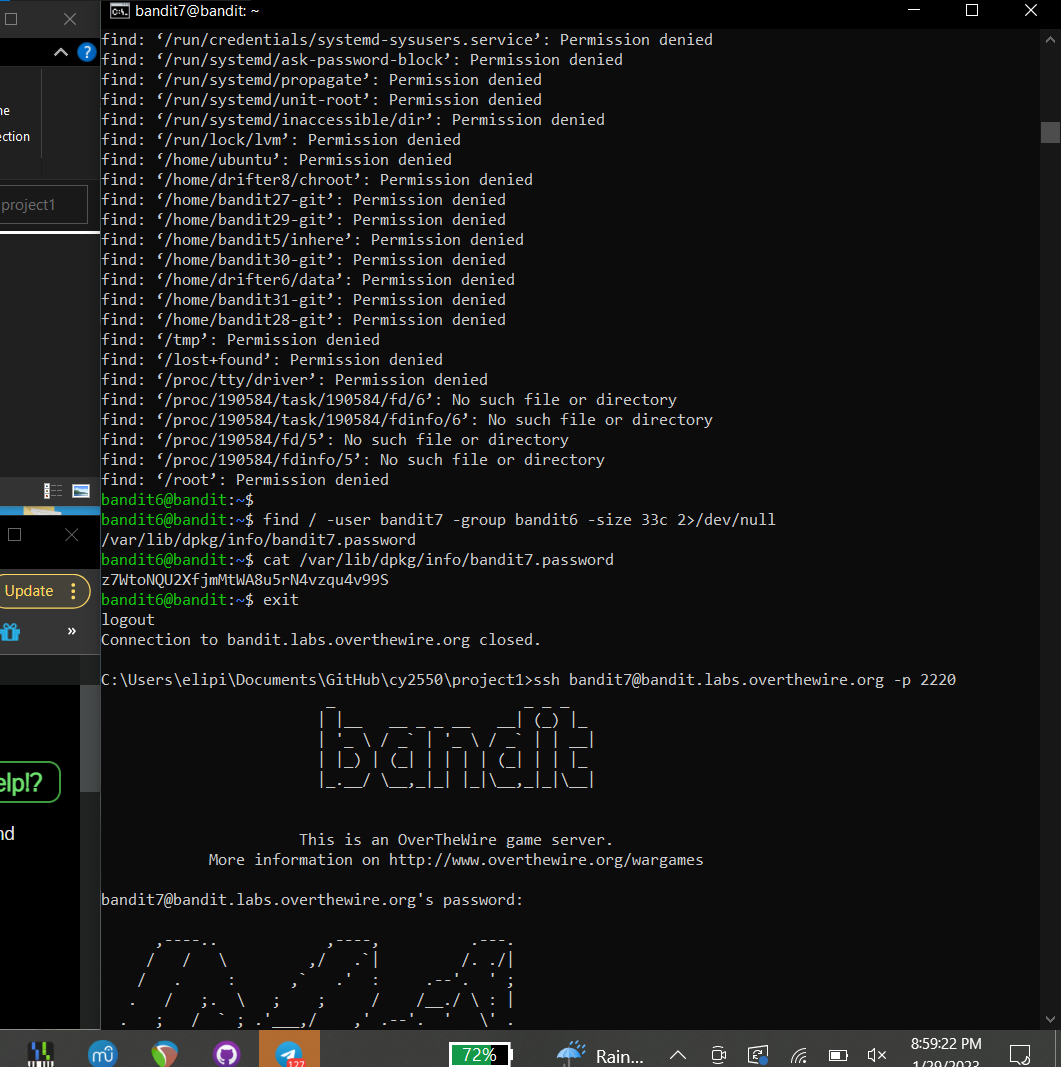 bandit7@bandit: ~
find: ‘/run/credentials/systemd-sysusers.service’: Permission denied
find: ‘/run/systemd/ask-password-block’: Permission denied
find: ‘/run/systemd/propagate’: Permission denied
find: ‘/run/systemd/unit-root’: Permission denied
find: ‘/run/systemd/inaccessible/dir’: Permission denied
find: ‘/run/lock/lvm’: Permission denied
find: ‘/home/ubuntu’: Permission denied
find: ‘/home/drifter8/chroot’: Permission denied
find: ‘/home/bandit27-git’: Permission denied
find: ‘/home/bandit29-git’: Permission denied
find: ‘/home/bandit5/inhere’: Permission denied
find: ‘/home/bandit30-git’: Permission denied
find: ‘/home/drifter6/data’: Permission denied
find: ‘/home/bandit31-git’: Permission denied
find: ‘/home/bandit28-git’: Permission denied
find: ‘/tmp’: Permission denied
find: ‘/lost+found’: Permission denied
find: ‘/proc/tty/driver’: Permission denied
find: ‘/proc/190584/task/190584/fd/6’: No such file or directory
find: ‘/proc/190584/task/190584/fdinfo/6’: No such file or directory
find: ‘/proc/190584/fd/5’: No such file or directory
find: ‘/proc/190584/fdinfo/5’: No such file or directory
find: ‘/root’: Permission denied
bandit6@bandit:~$
bandit6@bandit:~$ find / -user bandit7 -group bandit6 -size 33c 2>/dev/null
/var/lib/dpkg/info/bandit7.password
bandit6@bandit:~$ cat /var/lib/dpkg/info/bandit7.password
z7WtoNQU2XfjmMtWA8u5rN4vzqu4v99S
bandit6@bandit:~$ exit
logout
Connection to bandit.labs.overthewire.org closed.
C:\Users\elipi\Documents\GitHub\cy2550\project1>ssh bandit7@bandit.labs.overthewire.org -p 2220
bandit
This is an OverTheWire game server.
More information on http://www.overthewire.org/wargames
bandit7@bandit.labs.overthewire.org's password:
ne
ection
project1
Update
»
elp!?
nd
127
72%
Rain...
8:59:22 PM
1/29/2023